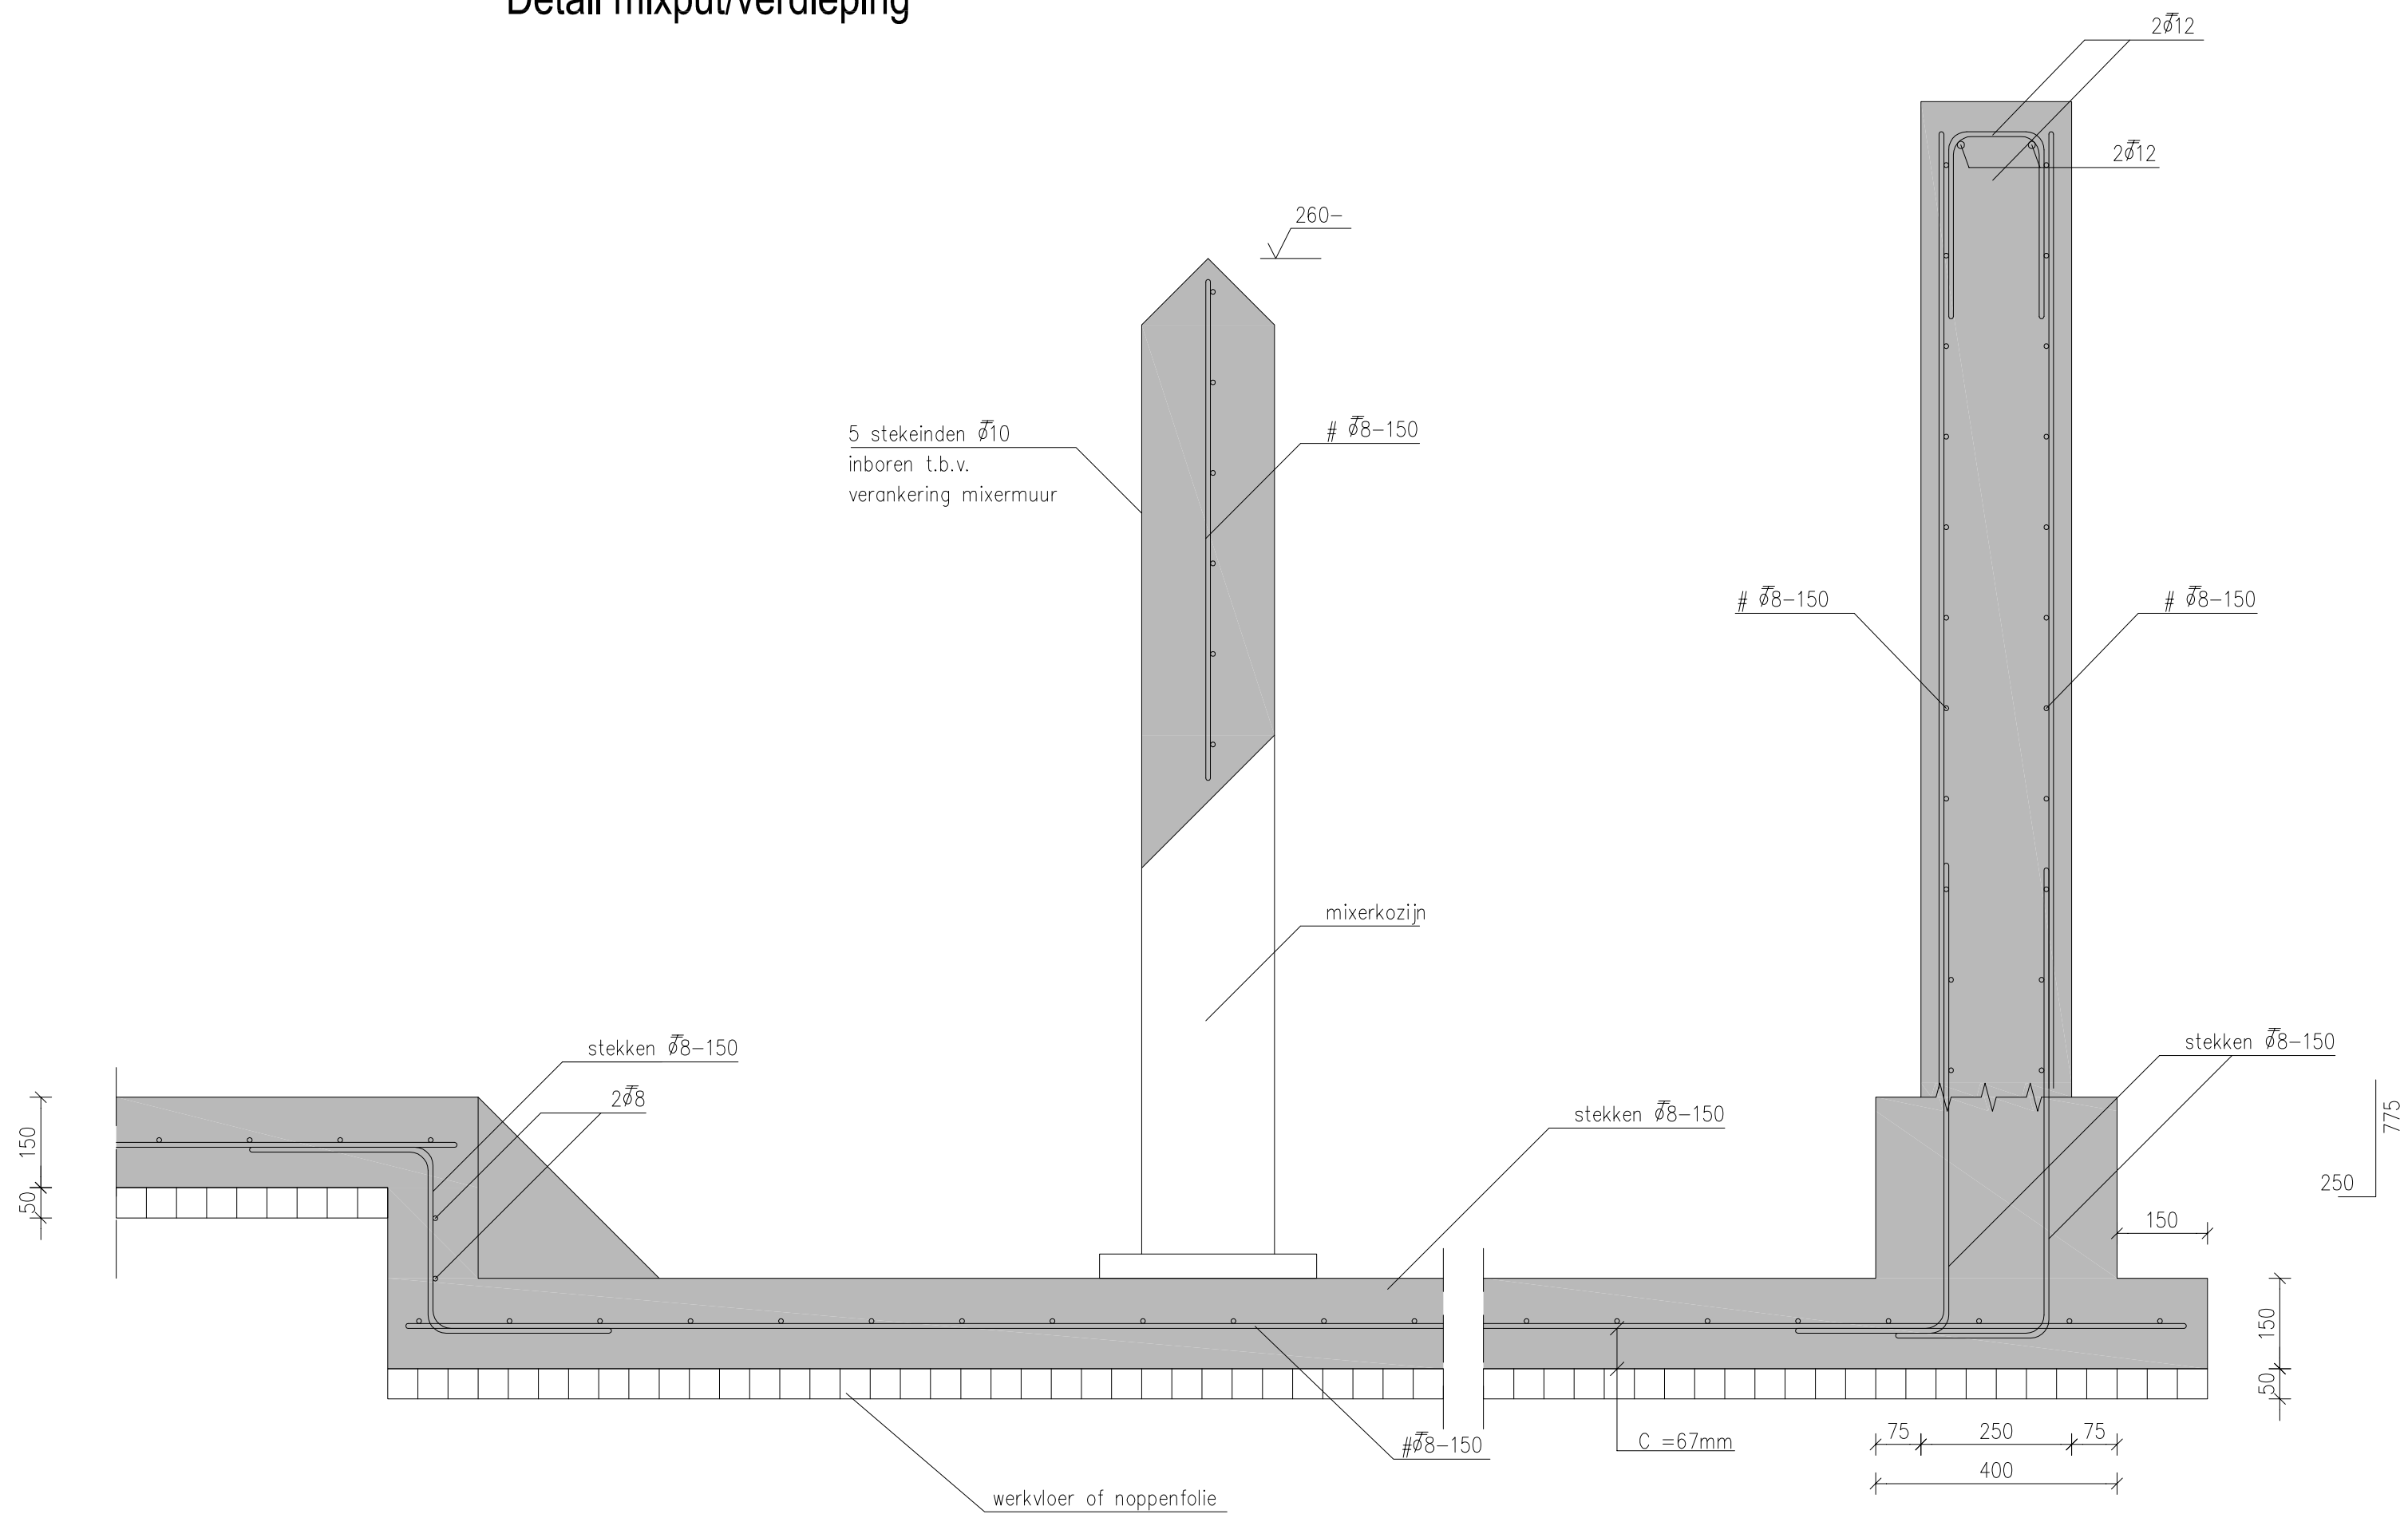 Detail mixput/verdieping
2Ø12
2Ø12
260-
5 stekeinden Ø10
inboren t.b.v.
verankering mixermuur
# Ø8-150
# Ø8-150
# Ø8-150
mixerkozijn
stekken Ø8-150
2Ø8
stekken Ø8-150
stekken Ø8-150
775
250
150
150
50
150
50
#Ø8-150
C =67mm
75
250
75
400
werkvloer of noppenfolie